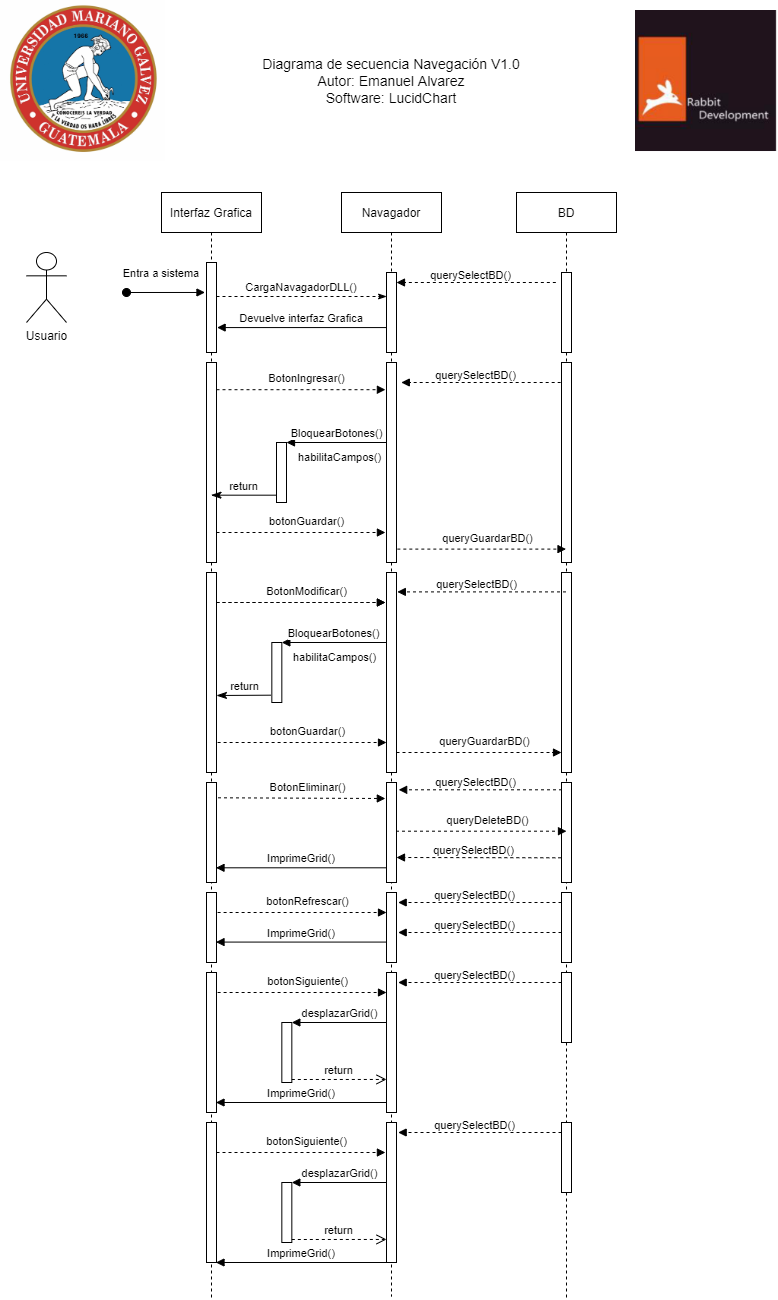 UNIVERSIDAD MARIANO GALVEZ
1966
CONOCEREIS LA VERDAD
Y LA VERDAD OS HARA LIBRES
GUATEMALA
Diagrama de secuencia Navegación V1.0
Autor: Emanuel Alvarez
Software: LucidChart
Rabbit
Development
Interfaz Grafica
Navagador
BD
Entra a sistema
querySelectBD()
CargaNavagadorDLL()
Devuelve interfaz Grafica
Usuario
BotonIngresar()
querySelectBD()
BloquearBotones()
habilitaCampos()
return
botonGuardar()
queryGuardarBD()
BotonModificar()
querySelectBD()
BloquearBotones()
habilitaCampos()
return
botonGuardar()
queryGuardarBD()
BotonEliminar()
querySelectBD()
queryDeleteBD()
querySelectBD()
ImprimeGrid()
botonRefrescar()
querySelectBD()
querySelectBD()
ImprimeGrid()
querySelectBD()
botonSiguiente()
desplazarGrid()
return
ImprimeGrid()
querySelectBD()
botonSiguiente()
desplazarGrid()
return
ImprimeGrid()